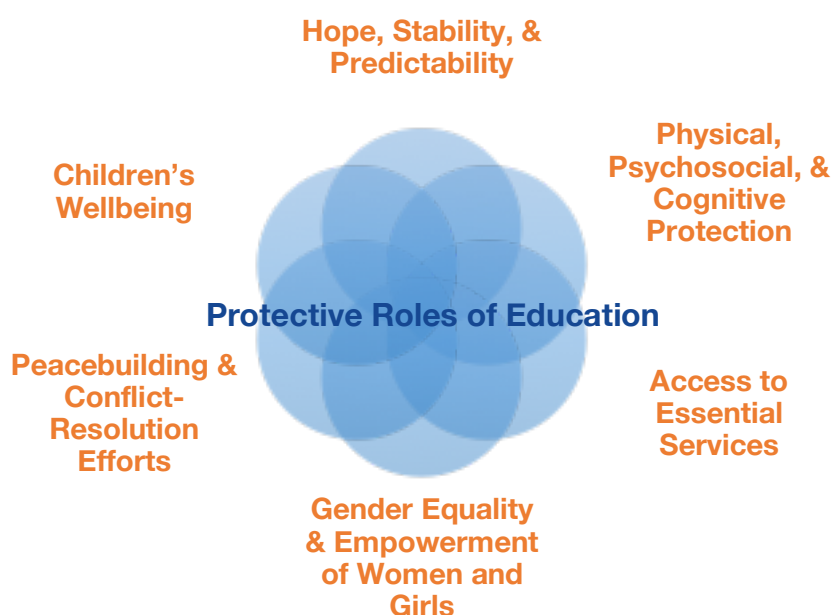 Hope, Stability, &
Predictability
Physical,
Psychosocial, &
Cognitive
Protection
Children’s
Wellbeing
Protective Roles of Education
Peacebuilding &
Conflict-
Resolution
Efforts
Access to
Essential
Services
Gender Equality
& Empowerment
of Women and
Girls